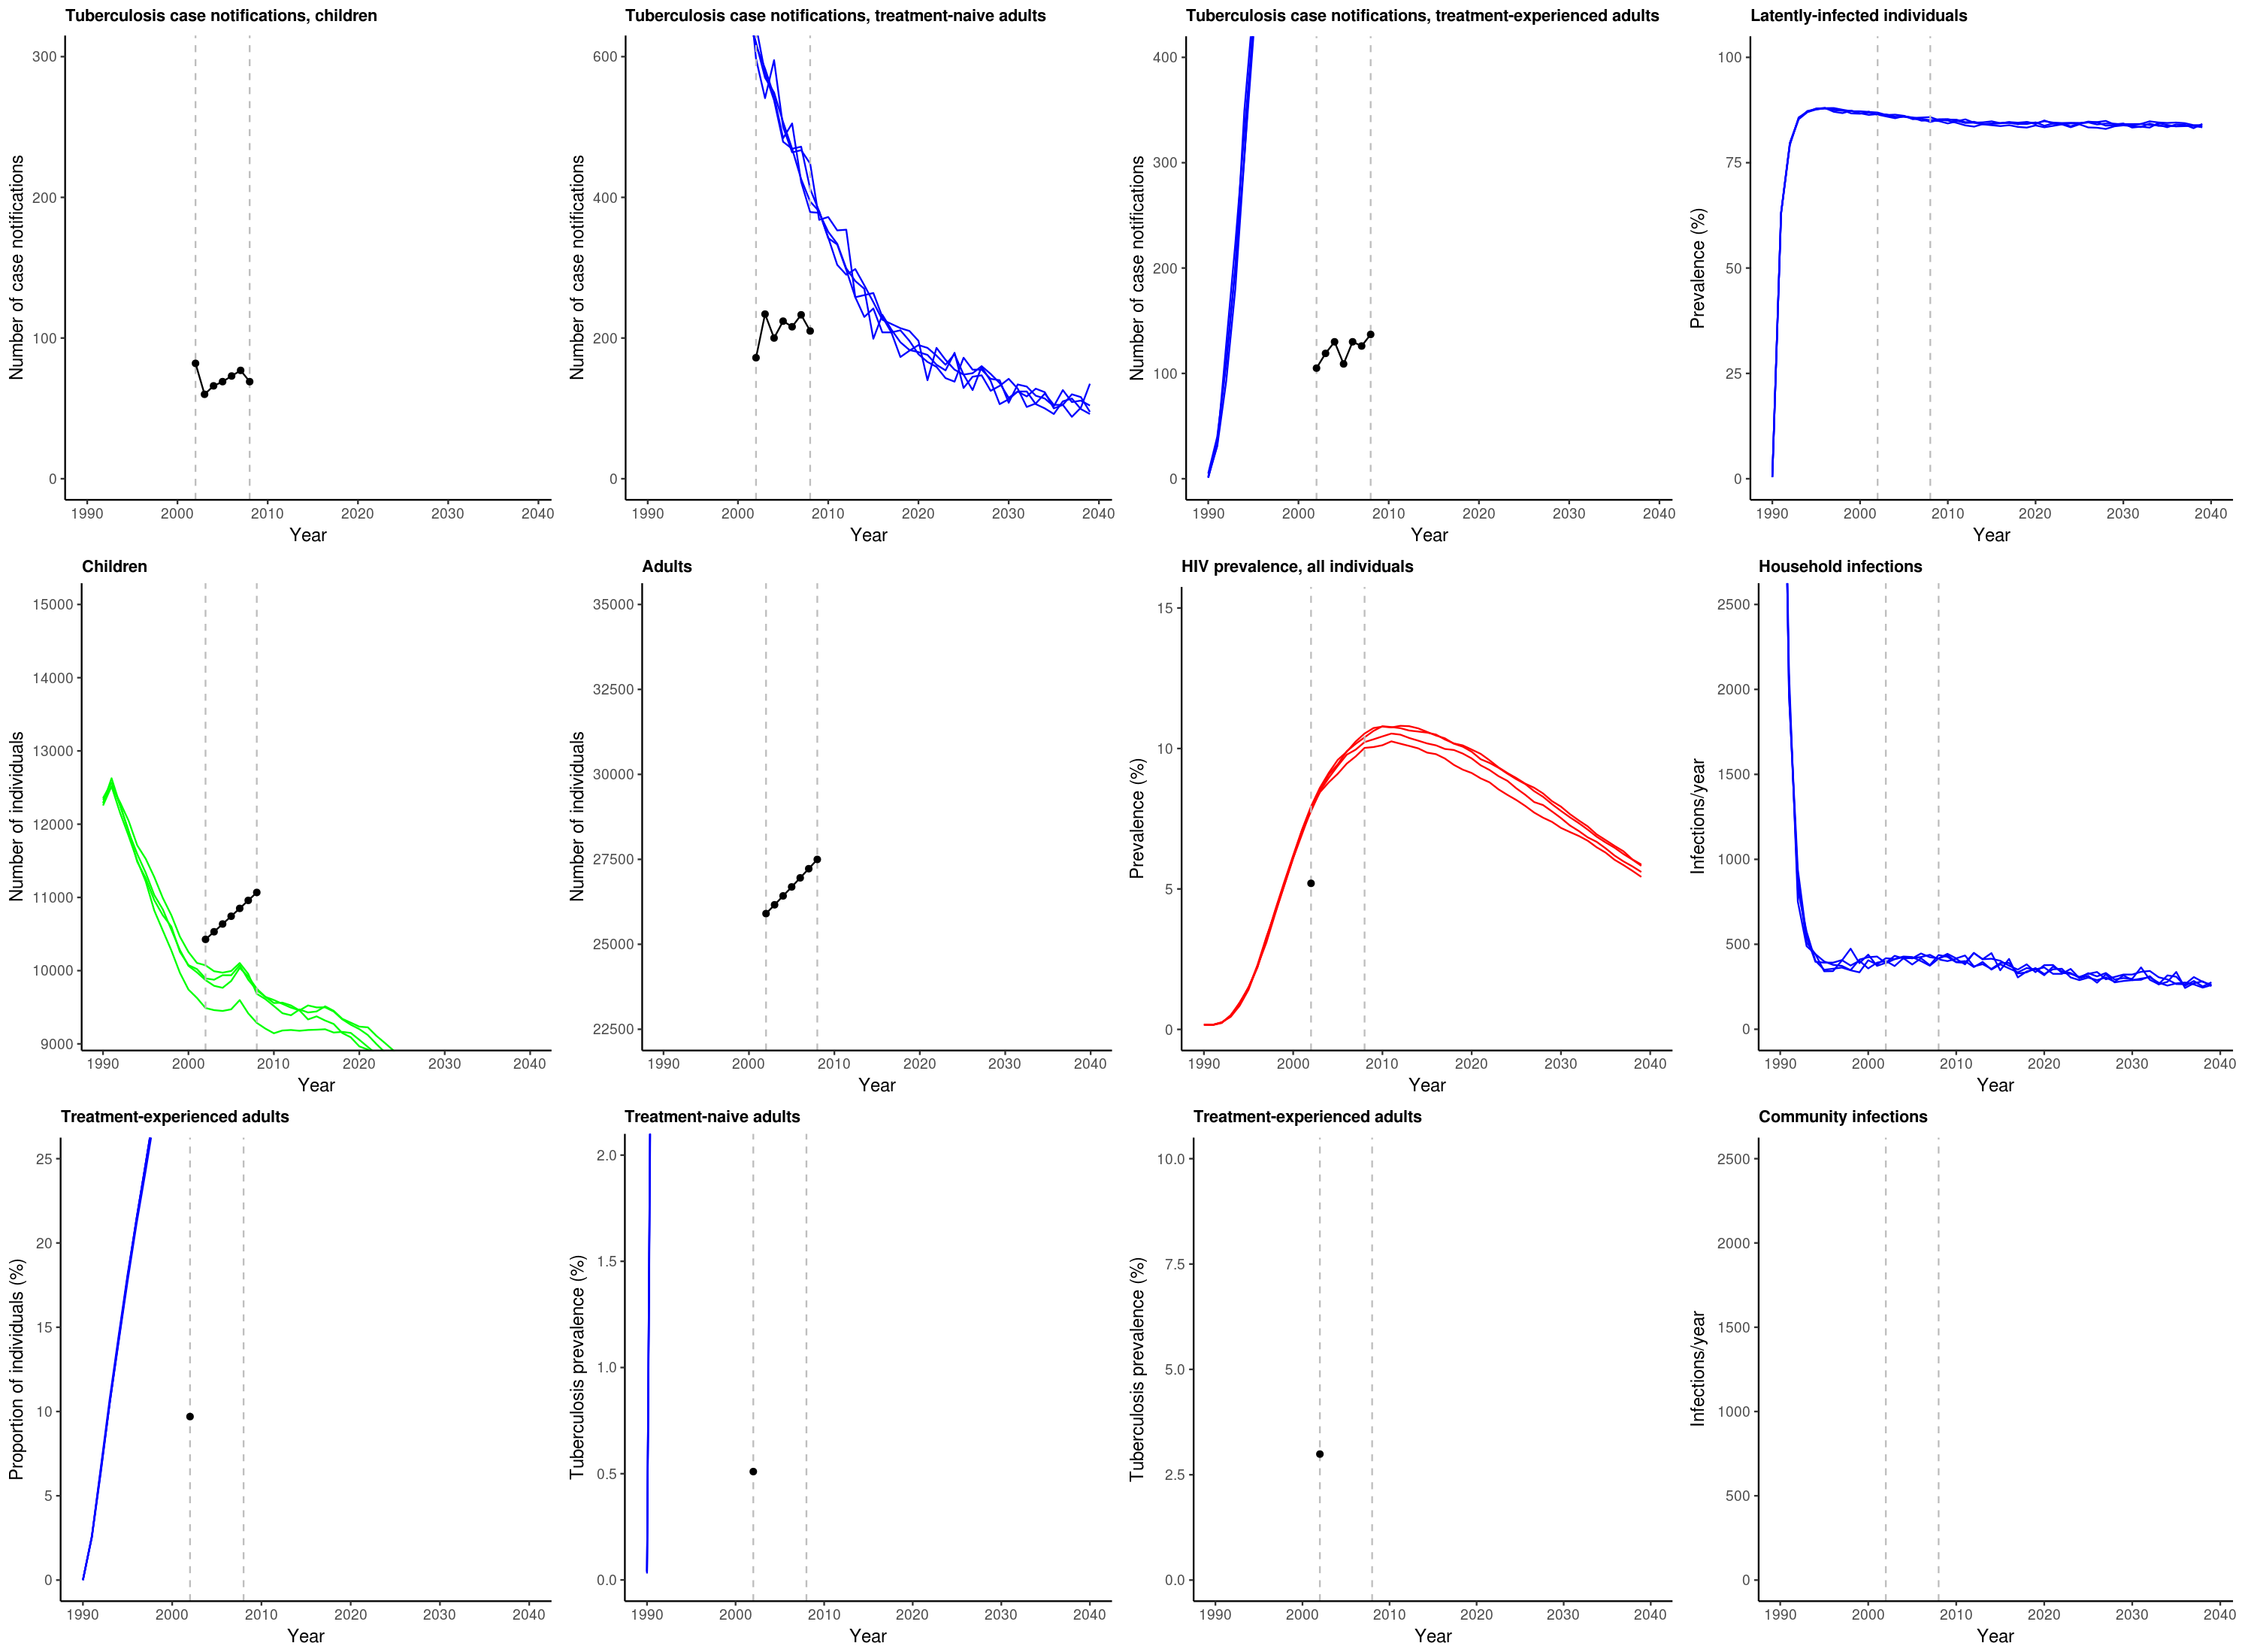 Tuberculosis case notifications, children
Number of case notifications
300
200
100
0
1990 2000 2010 2020 2030 2040
Year
Tuberculosis case notifications, treatment-naive adults
Number of case notifications
600
400
200
0
1990 2000 2010 2020 2030 2040
Year
Tuberculosis case notifications, treatment-experienced adults
Number of case notifications
400
300
200
100
0
1990 2000 2010 2020 2030 2040
Year
Latently-infected individuals
Prevalence (%)
100
75
50
25
0
1990 2000 2010 2020 2030 2040
Year
Children
Number of individuals
15000
14000
13000
12000
11000
10000
9000
1990 2000 2010 2020 2030 2040
Year
Adults
Number of individuals
35000
32500
30000
27500
25000
22500
1990 2000 2010 2020 2030 2040
Year
HIV prevalence, all individuals
Prevalence (%)
15
10
5
0
1990 2000 2010 2020 2030 2040
Year
Household infections
Infections/year
2500
2000
1500
1000
500
0
1990 2000 2010 2020 2030 2040
Year
Treatment-experienced adults
Proportion of individuals (%)
25
20
15
10
5
0
1990 2000 2010 2020 2030 2040
Year
Treatment-naive adults
Tuberculosis prevalence (%)
2.0
1.5
1.0
0.5
0.0
1990 2000 2010 2020 2030 2040
Year
Treatment-experienced adults
Tuberculosis prevalence (%)
10.0
7.5
5.0
2.5
0.0
1990 2000 2010 2020 2030 2040
Year
Community infections
Infections/year
2500
2000
1500
1000
500
0
1990 2000 2010 2020 2030 2040
Year